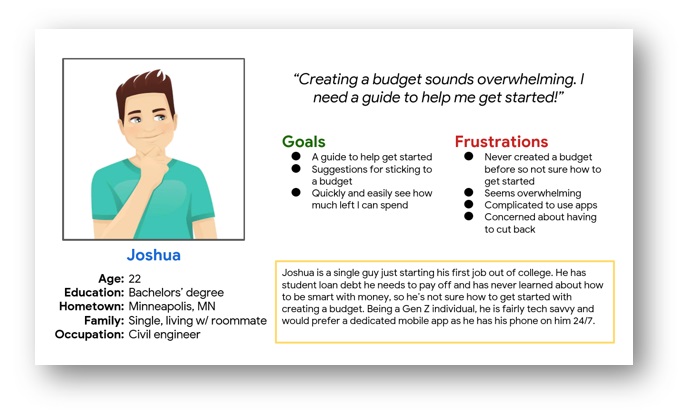 “Creating a budget sounds overwhelming. I
need a guide to help me get started!”
Goals
● A guide to help get started
● Suggestions for sticking to
a budget
● Quickly and easily see how
much left I can spend
Frustrations
● Never created a budget
before so not sure how to
get started
● Seems overwhelming
● Complicated to use apps
● Concerned about having
to cut back
Joshua
Age: 22
Education: Bachelors’ degree
Hometown: Minneapolis, MN
Family: Single, living w/ roommate
Occupation: Civil engineer
Joshua is a single guy just starting his first job out of college. He has
student loan debt he needs to pay off and has never learned about how
to be smart with money, so he’s not sure how to get started with
creating a budget. Being a Gen Z individual, he is fairly tech savvy and
would prefer a dedicated mobile app as he has his phone on him 24/7.